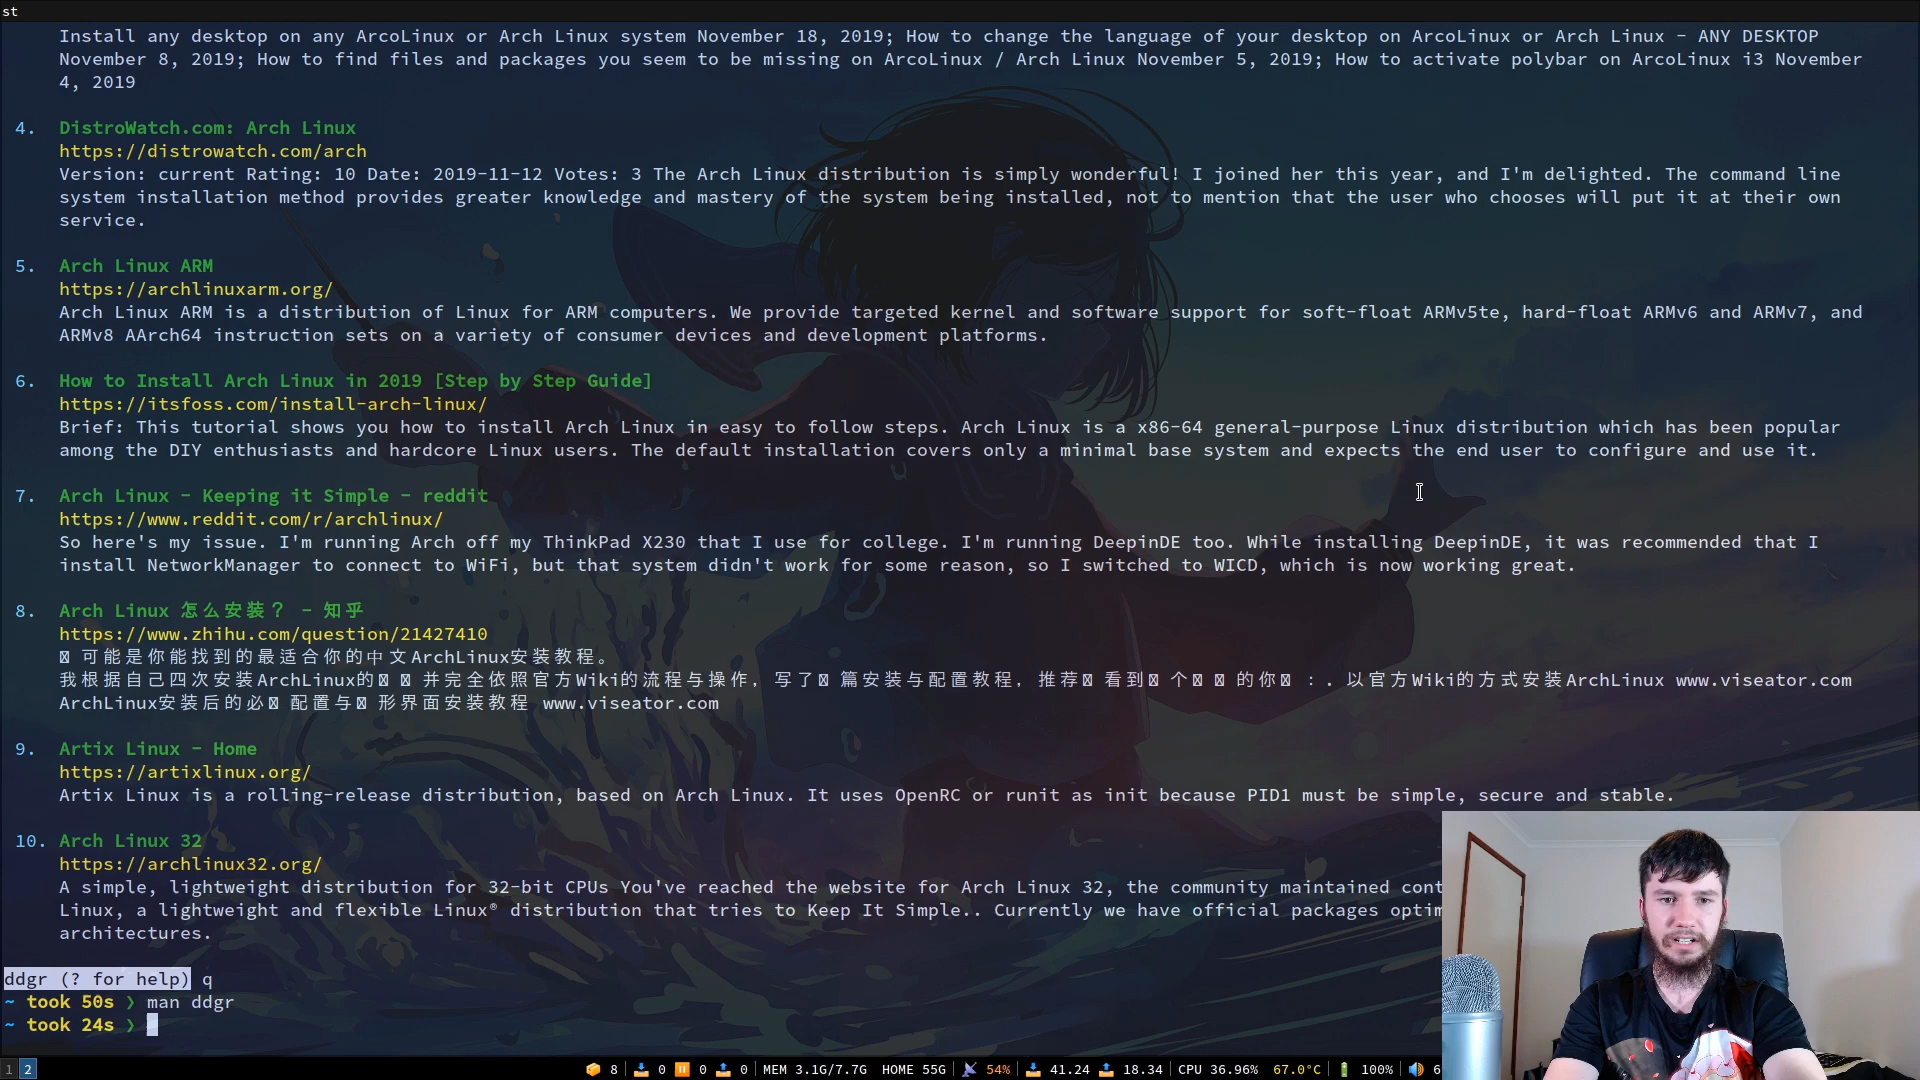 st
Install any desktop on any ArcoLinux or Arch Linux system November 18, 2019; How to change the language of your desktop on ArcoLinux or Arch Linux - ANY DESKTOP
November 8, 2019; How to find files and packages you seem to be missing on ArcoLinux / Arch Linux November 5, 2019; How to activate polybar on ArcoLinux i3 November
4, 2019
4. DistroWatch.com: Arch Linux
https://distrowatch.com/arch
Version: current Rating: 10 Date: 2019-11-12 Votes: 3 The Arch Linux distribution is simply wonderful! I joined her this year, and I'm delighted. The command line
system installation method provides greater knowledge and mastery of the system being installed, not to mention that the user who chooses will put it at their own
service.
5. Arch Linux ARM
https://archlinuxarm.org/
Arch Linux ARM is a distribution of Linux for ARM computers. We provide targeted kernel and software support for soft-float ARMv5te, hard-float ARMv6 and ARMv7, and
ARMv8 AArch64 instruction sets on a variety of consumer devices and development platforms.
6. How to Install Arch Linux in 2019 [Step by Step Guide]
https://itsfoss.com/install-arch-linux/
Brief: This tutorial shows you how to install Arch Linux in easy to follow steps. Arch Linux is a x86-64 general-purpose Linux distribution which has been popular
among the DIY enthusiasts and hardcore Linux users. The default installation covers only a minimal base system and expects the end user to configure and use it.
7. Arch Linux - Keeping it Simple - reddit
https://www.reddit.com/r/archlinux/
So here's my issue. I'm running Arch off my ThinkPad X230 that I use for college. I'm running DeepinDE too. While installing DeepinDE, it was recommended that I
install NetworkManager to connect to WiFi, but that system didn't work for some reason, so I switched to WICD, which is now working great.
8. Arch Linux 怎么安装? - 知乎
https://www.zhihu.com/question/21427410
可能是你能找到的最适合你的中文ArchLinux安装教程。
我根据自己四次安装ArchLinux的 并完全依照官方Wiki的流程与操作, 写了 篇安装与配置教程, 推荐 看到 个 的你 : . 以官方Wiki的方式安装ArchLinux www.viseator.com
ArchLinux安装后的必 配置与 形界面安装教程 www.viseator.com
9. Artix Linux - Home
https://artixlinux.org/
Artix Linux is a rolling-release distribution, based on Arch Linux. It uses OpenRC or runit as init because PID1 must be simple, secure and stable.
10. Arch Linux 32
https://archlinux32.org/
A simple, lightweight distribution for 32-bit CPUs You've reached the website for Arch Linux 32, the community maintained cont
Linux, a lightweight and flexible Linux® distribution that tries to Keep It Simple.. Currently we have official packages optim
architectures.
ddgr (? for help) q
~ took 50s ❯ man ddgr
~ took 24s ❯
1 2 8 0 0 0 MEM 3.1G/7.7G HOME 55G 54% 41.24 18.34 CPU 36.96% 67.0°C 100% 6